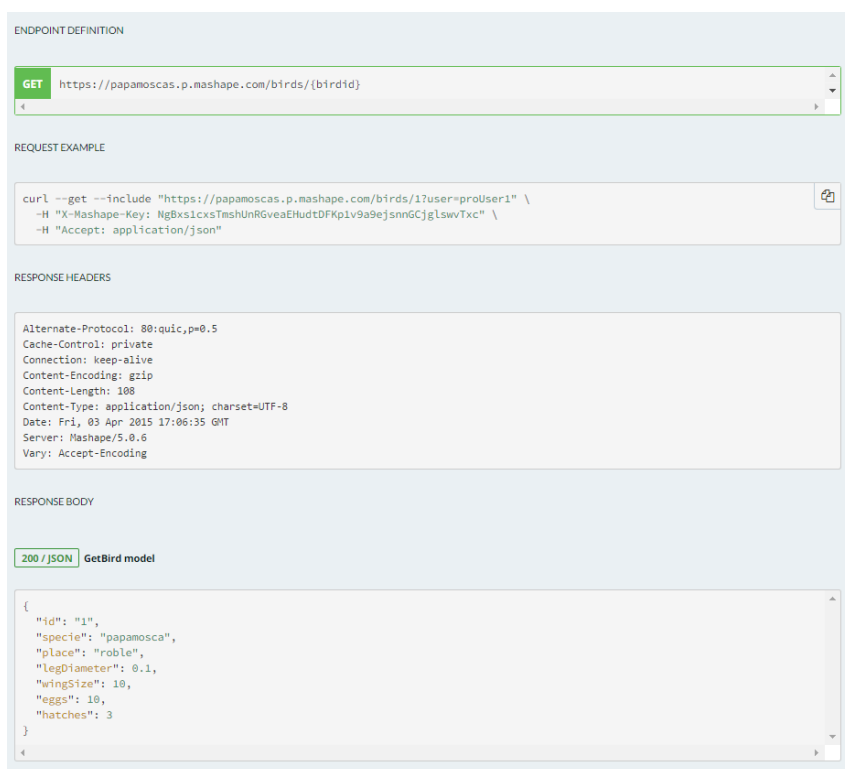 ENDPOINT DEFINITION
GET https://papamoscas.p.mashape.com/birds/{birdid}
REQUEST EXAMPLE
curl --get --include "https://papamoscas.p.mashape.com/birds/1?user=proUser1" \
-H "X-Mashape-Key: NgBxs1cxsTmshUnRGveaEHudtDFKp1v9a9ejsnnGCjglswvTxc" \
-H "Accept: application/json"
RESPONSE HEADERS
Alternate-Protocol: 80:quic,p=0.5
Cache-Control: private
Connection: keep-alive
Content-Encoding: gzip
Content-Length: 108
Content-Type: application/json; charset=UTF-8
Date: Fri, 03 Apr 2015 17:06:35 GMT
Server: Mashape/5.0.6
Vary: Accept-Encoding
RESPONSE BODY
200 / JSON GetBird model
{
"id": "1",
"specie": "papamosca",
"place": "roble",
"legDiameter": 0.1,
"wingSize": 10,
"eggs": 10,
"hatches": 3
}